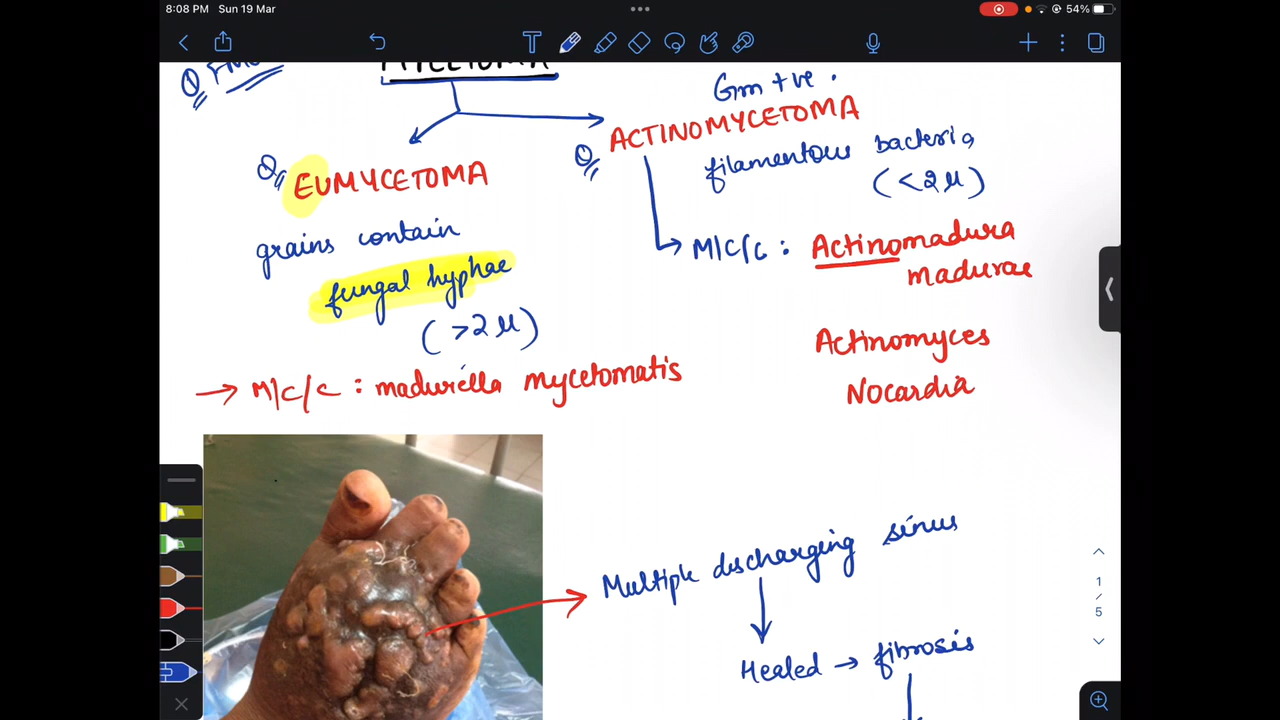 8:08 PM Sun 19 Mar
54%
T
Q
MYCETOMA
Grm +ve.
Q ACTINOMYCETOMA
filamentous bacteria
(<2μ)
Q EUMYCETOMA
grains contain
fungal hyphae
(>2μ)
→ M/C/C : madurella mycetomatis
→ M/C/C : Actinomadura
madurae
Actinomyces
Nocardia
Multiple discharging sinus
Healed → fibrosis
1
/
5